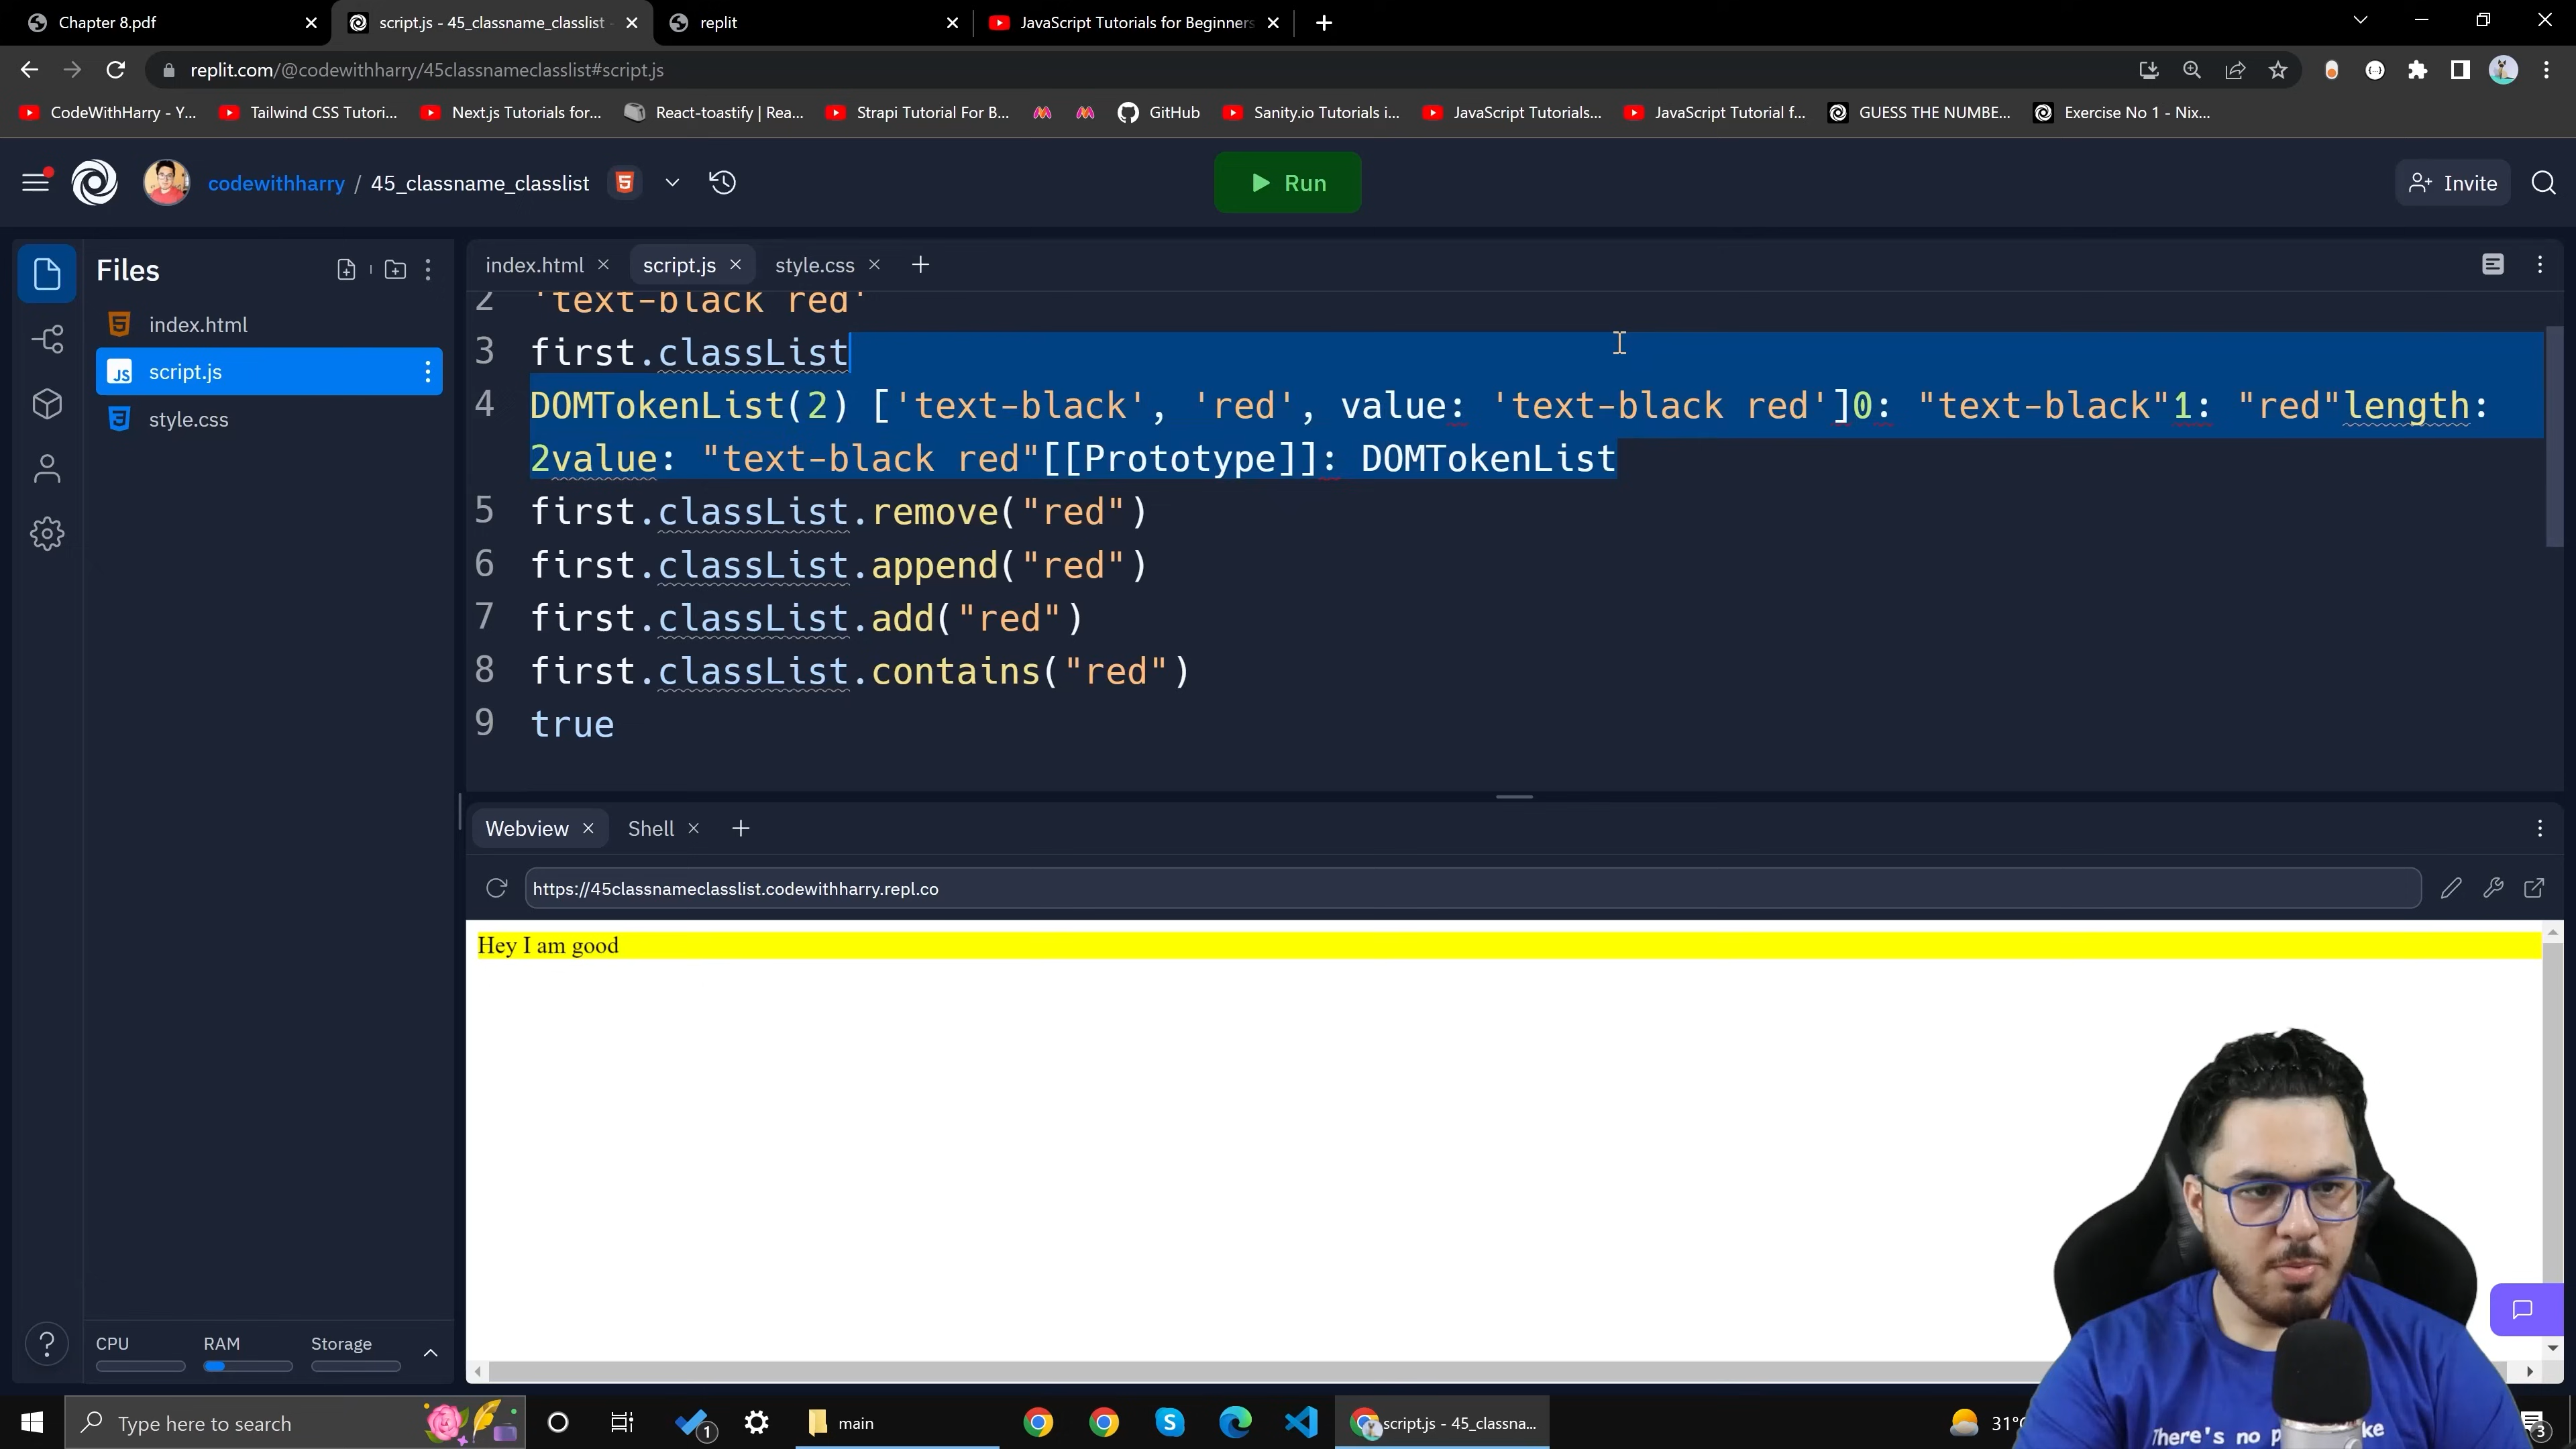 Chapter 8.pdf
script.js - 45_classname_classlist -
replit
JavaScript Tutorials for Beginners
replit.com/@codewithharry/45classnameclasslist#script.js
CodeWithHarry - Y...
Tailwind CSS Tutori...
Next.js Tutorials for...
React-toastify | Rea...
Strapi Tutorial For B...
GitHub
Sanity.io Tutorials i...
JavaScript Tutorials...
JavaScript Tutorial f...
GUESS THE NUMBE...
Exercise No 1 - Nix...
codewithharry / 45_classname_classlist
Run
Invite
Files
index.html
script.js
style.css
index.html
script.js
style.css
2 'text-black red'
3 first.classList
4 DOMTokenList(2) ['text-black', 'red', value: 'text-black red']0: "text-black"1: "red"length:
2value: "text-black red"[[Prototype]]: DOMTokenList
5 first.classList.remove("red")
6 first.classList.append("red")
7 first.classList.add("red")
8 first.classList.contains("red")
9 true
Webview
Shell
https://45classnameclasslist.codewithharry.repl.co
Hey I am good
CPU
RAM
Storage
Type here to search
1
main
script.js - 45_classna...
31°C
There's no p
ke
3